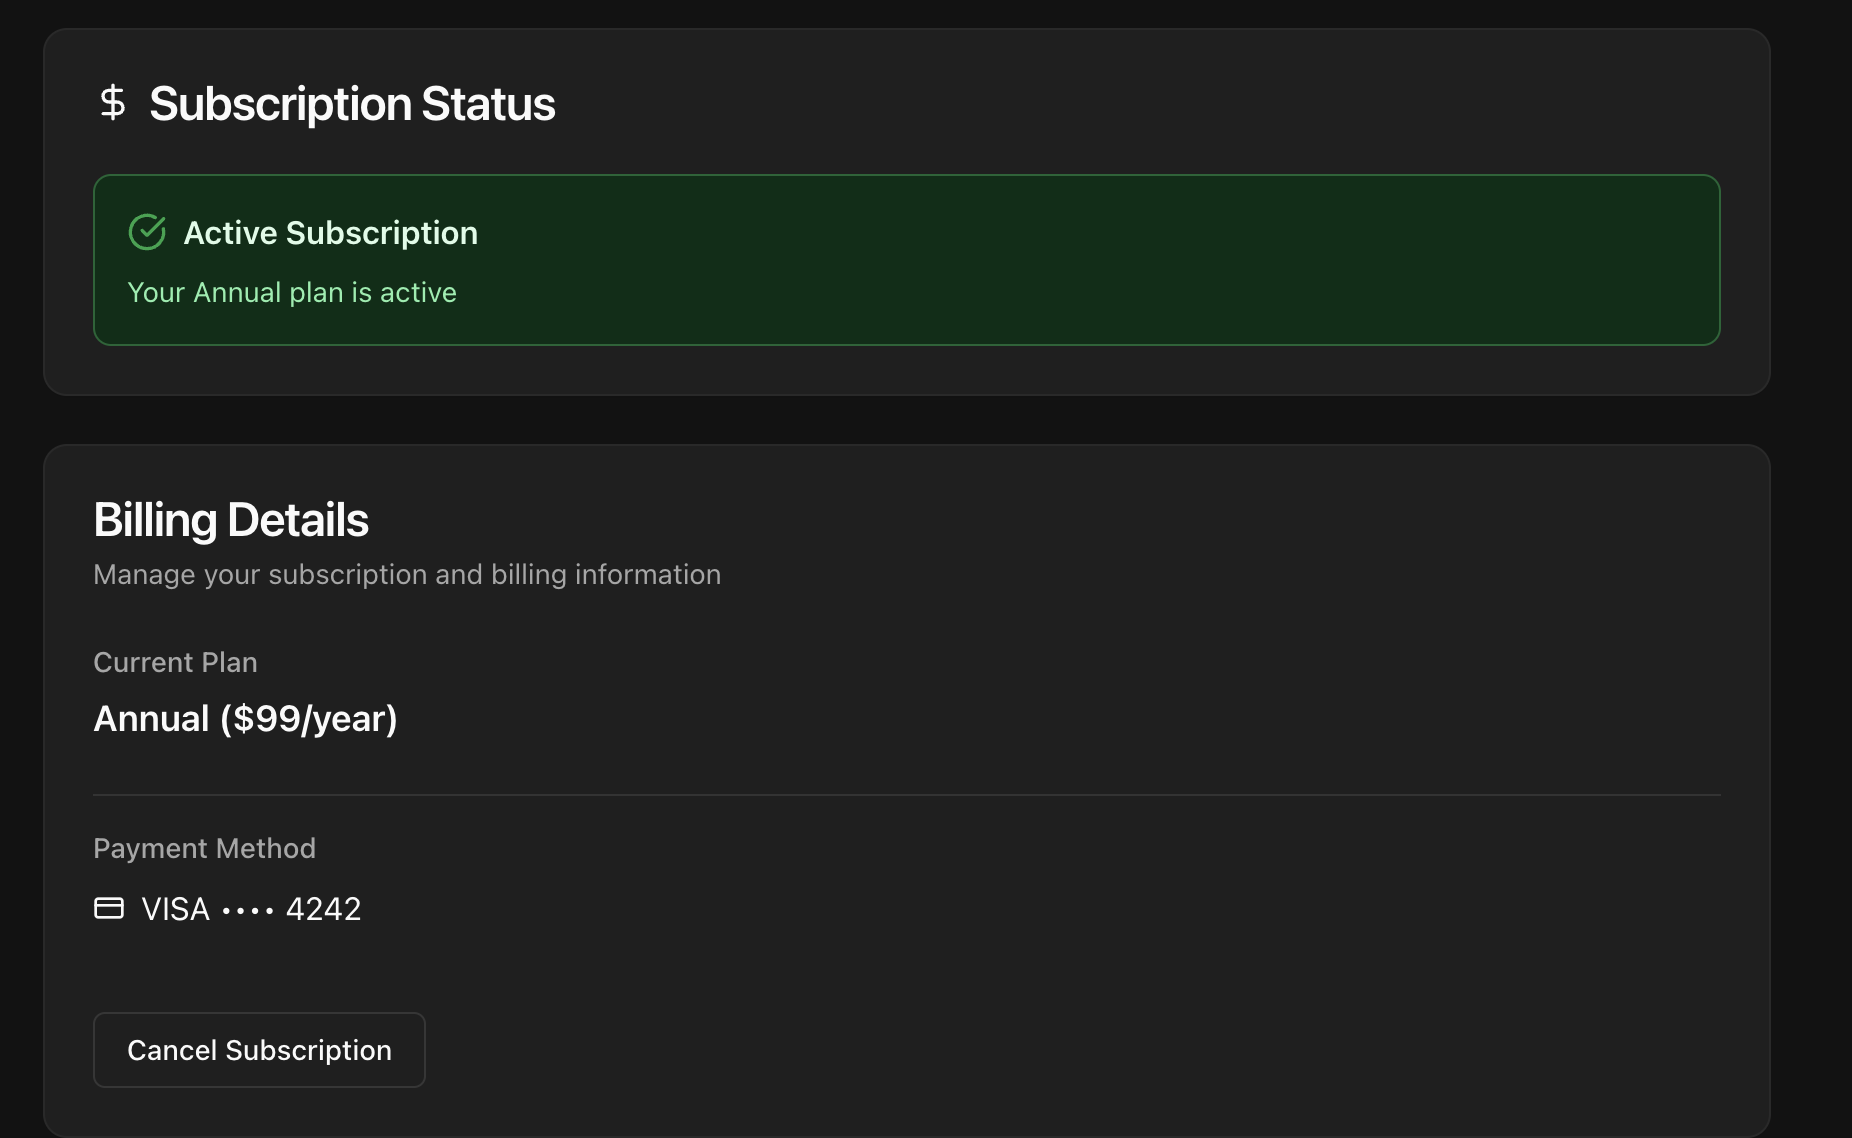 $ Subscription Status
Active Subscription
Your Annual plan is active
Billing Details
Manage your subscription and billing information
Current Plan
Annual ($99/year)
Payment Method
VISA •••• 4242
Cancel Subscription